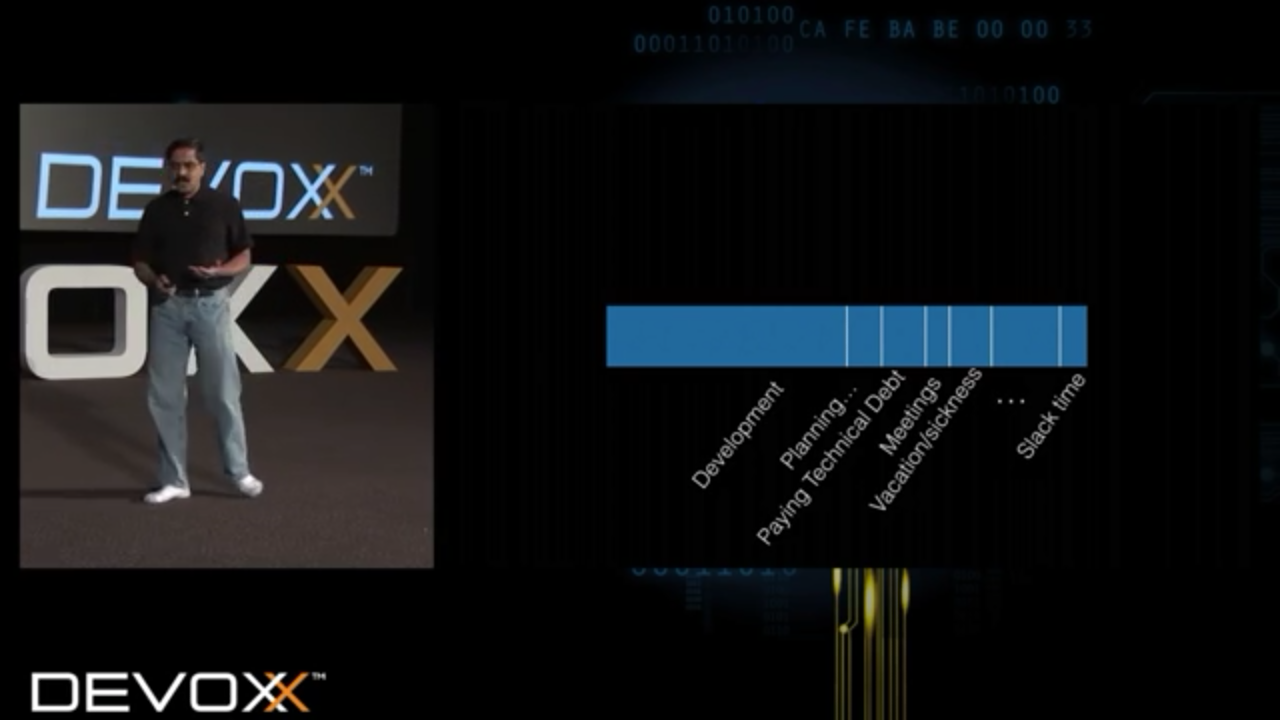 010100
00011010100
CA FE BA BE 00 00 33
1010100
DEVOXX™
OXX
Development
Planning...
Paying Technical Debt
Meetings
Vacation/sickness
...
Slack time
00011010
DEVOXX™